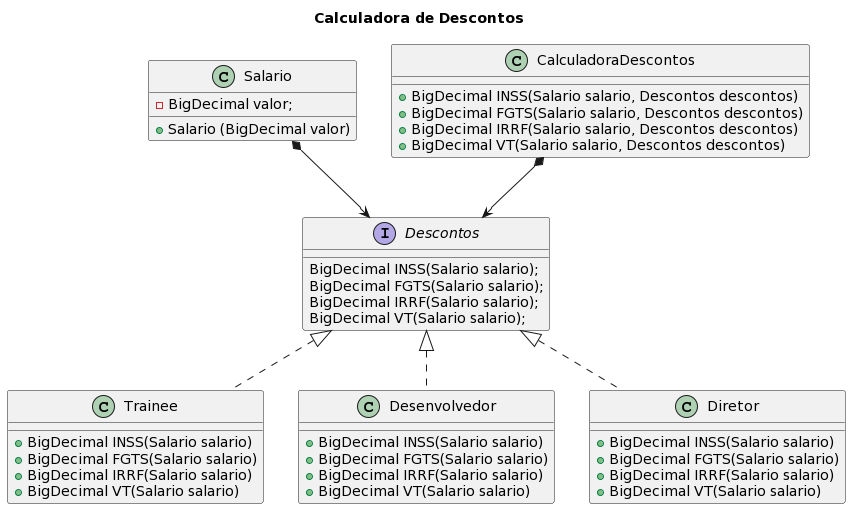 Calculadora de Descontos
C Salario
BigDecimal valor;
Salario (BigDecimal valor)
C CalculadoraDescontos
BigDecimal INSS(Salario salario, Descontos descontos)
BigDecimal FGTS(Salario salario, Descontos descontos)
BigDecimal IRRF(Salario salario, Descontos descontos)
BigDecimal VT(Salario salario, Descontos descontos)
I Descontos
BigDecimal INSS(Salario salario);
BigDecimal FGTS(Salario salario);
BigDecimal IRRF(Salario salario);
BigDecimal VT(Salario salario);
C Trainee
BigDecimal INSS(Salario salario)
BigDecimal FGTS(Salario salario)
BigDecimal IRRF(Salario salario)
BigDecimal VT(Salario salario)
C Desenvolvedor
BigDecimal INSS(Salario salario)
BigDecimal FGTS(Salario salario)
BigDecimal IRRF(Salario salario)
BigDecimal VT(Salario salario)
C Diretor
BigDecimal INSS(Salario salario)
BigDecimal FGTS(Salario salario)
BigDecimal IRRF(Salario salario)
BigDecimal VT(Salario salario)